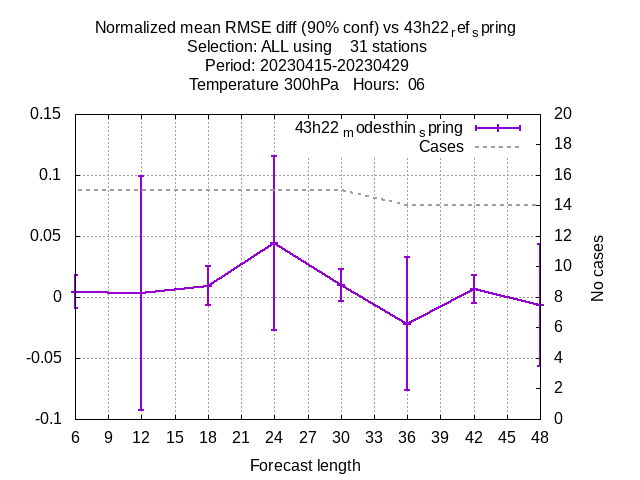 Normalized mean RMSE diff (90% conf) vs 43h22refspring
Selection: ALL using 31 stations
Period: 20230415-20230429
Temperature 300hPa Hours: 06
43h22modesthinspring
Cases
0.15
0.1
0.05
0
-0.05
-0.1
20
18
16
14
12
10
8
6
4
2
0
No cases
6 9 12 15 18 21 24 27 30 33 36 39 42 45 48
Forecast length